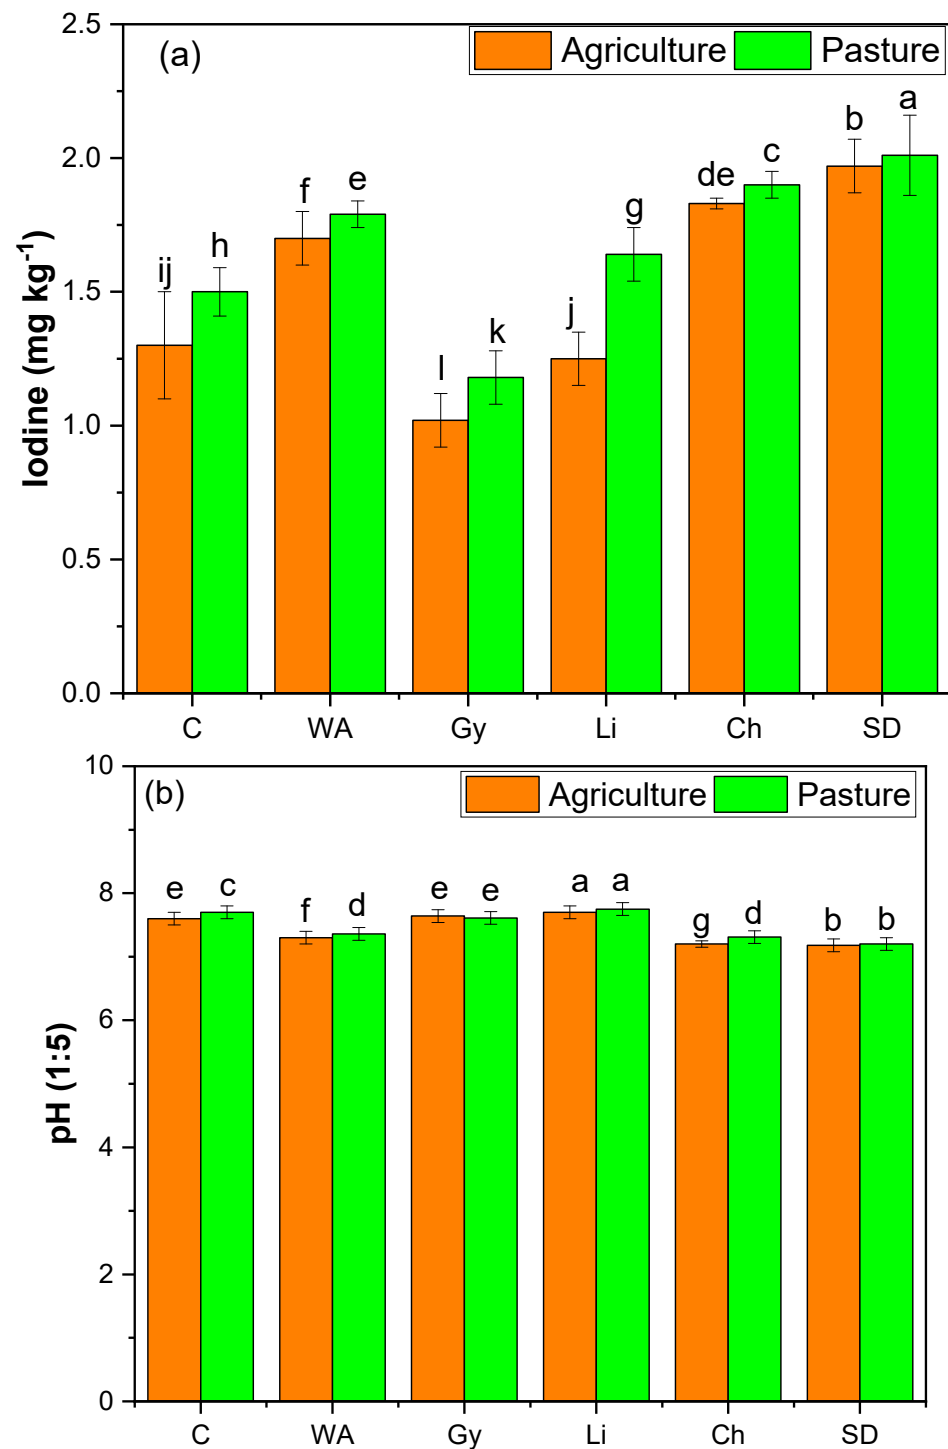 (a)
Agriculture Pasture
Iodine (mg kg⁻¹)
2.5
2.0
1.5
1.0
0.5
0.0
ij h f e l k j g de c b a
C WA Gy Li Ch SD
(b)
Agriculture Pasture
pH (1:5)
10
8
6
4
2
0
e c f d e e a a g d b b
C WA Gy Li Ch SD